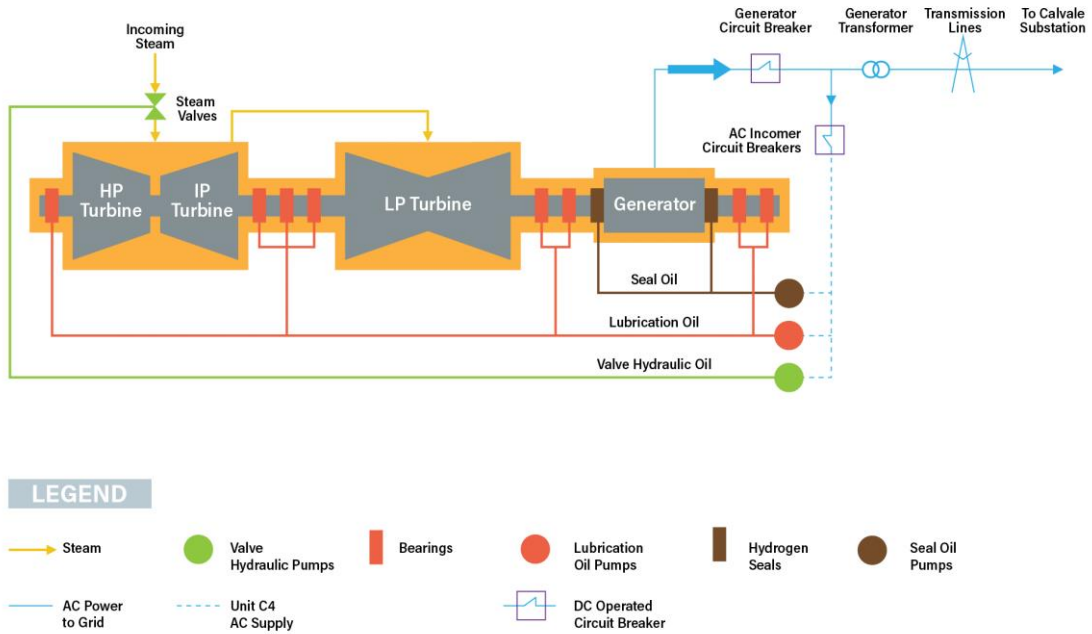 Incoming
Steam
Generator
Circuit Breaker
Generator
Transformer
Transmission
Lines
To Calvale
Substation
Steam
Valves
AC Incomer
Circuit Breakers
HP
Turbine
IP
Turbine
LP Turbine
Generator
Seal Oil
Lubrication Oil
Valve Hydraulic Oil
LEGEND
Steam
Valve
Hydraulic Pumps
Bearings
Lubrication
Oil Pumps
Hydrogen
Seals
Seal Oil
Pumps
AC Power
to Grid
Unit C4
AC Supply
DC Operated
Circuit Breaker